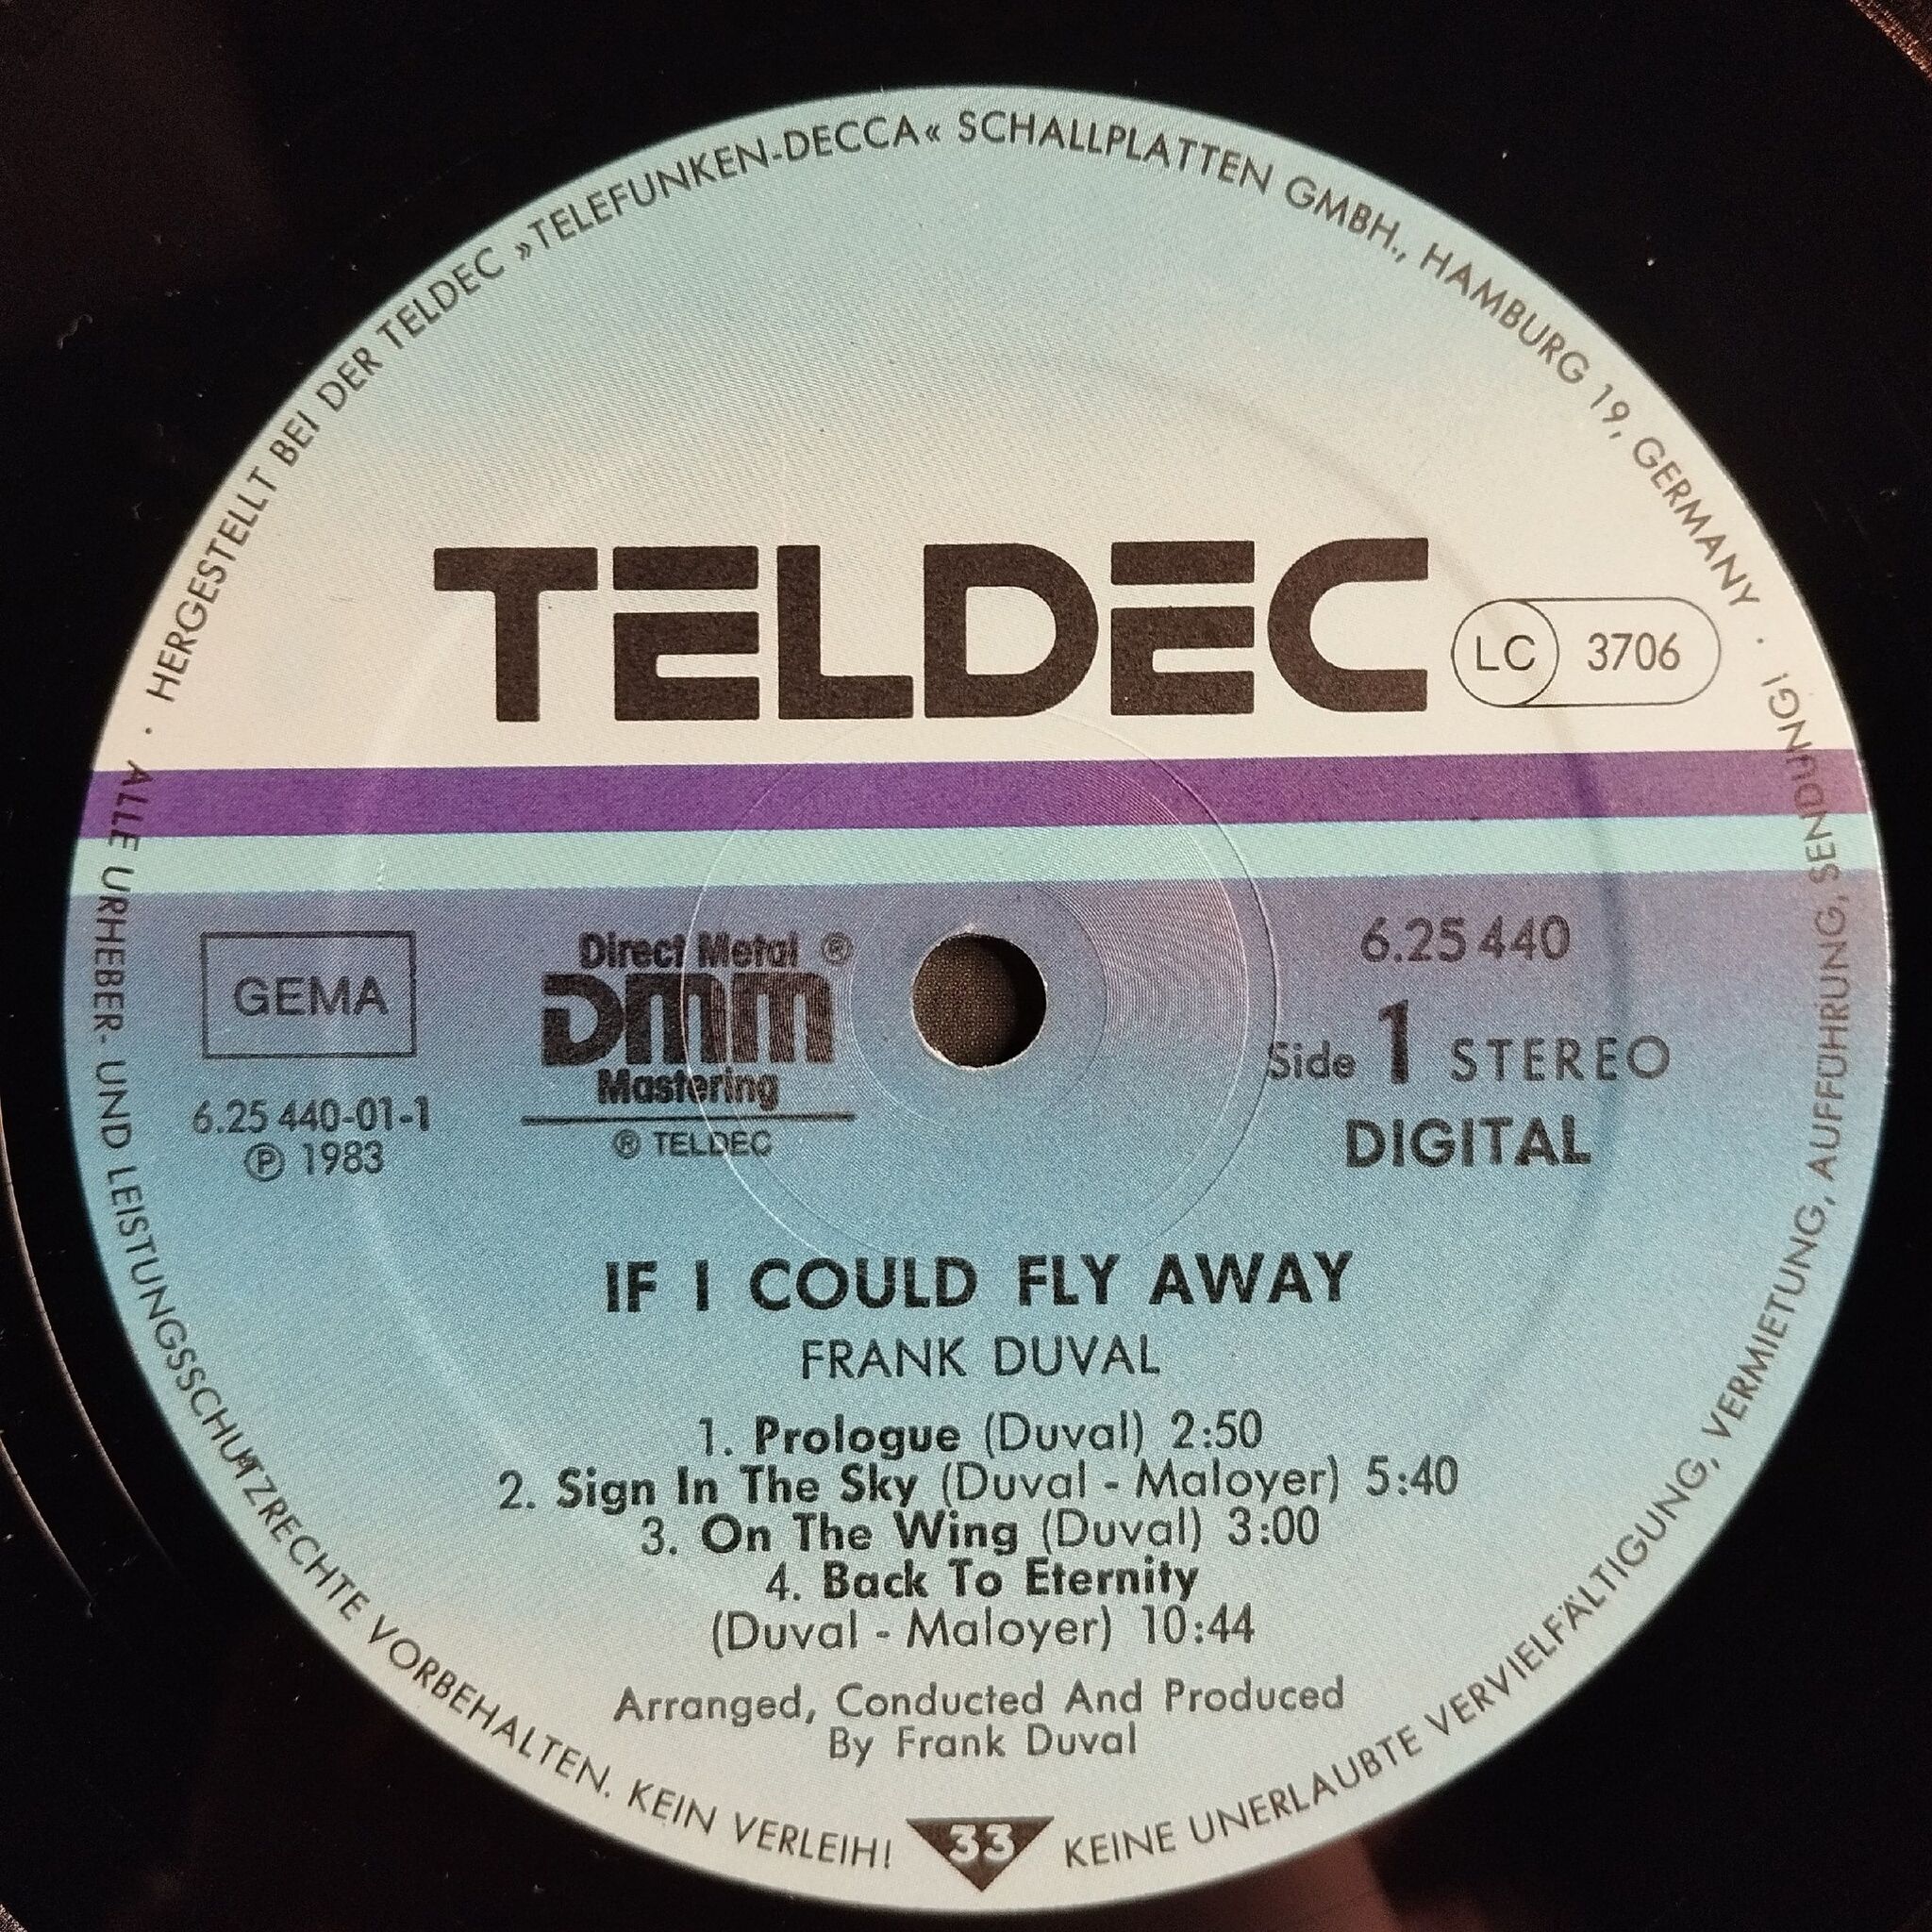 · HERGESTELLT BEI DER TELDEC »TELEFUNKEN-DECCA« SCHALLPLATTEN GMBH., HAMBURG 19, GERMANY ·
TELDEC
LC 3706
GEMA
6.25 440-01-1
Ⓟ 1983
Direct Metal ®
DMM
Mastering
® TELDEC
6.25 440
Side 1 STEREO
DIGITAL
IF I COULD FLY AWAY
FRANK DUVAL
1. Prologue (Duval) 2:50
2. Sign In The Sky (Duval - Maloyer) 5:40
3. On The Wing (Duval) 3:00
4. Back To Eternity
(Duval - Maloyer) 10:44
Arranged, Conducted And Produced
By Frank Duval
33
ALLE URHEBER- UND LEISTUNGSSCHUTZRECHTE VORBEHALTEN. KEIN VERLEIH! KEINE UNERLAUBTE VERVIELFÄLTIGUNG, VERMIETUNG, AUFFÜHRUNG, SENDUNG!